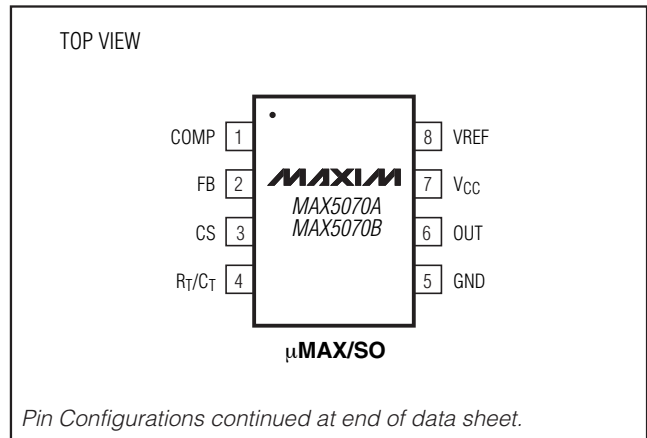 TOP VIEW
COMP 1
FB 2
CS 3
RT/CT 4
MAXIM
MAX5070A
MAX5070B
8 VREF
7 VCC
6 OUT
5 GND
µMAX/SO
Pin Configurations continued at end of data sheet.